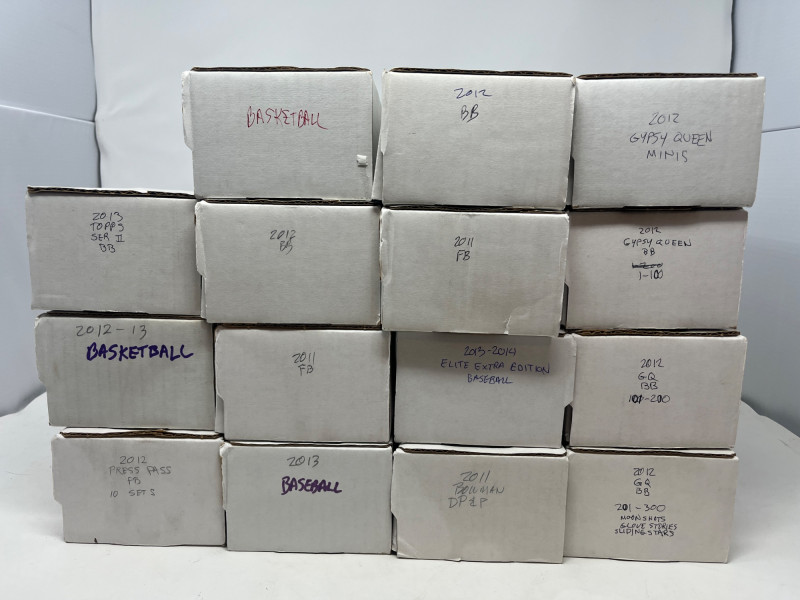 BASKETBALL
2012
BB
2012
GYPSY QUEEN
MINIS
2013
TOPPS
SER II
BB
2012
BB
2011
FB
2012
GYPSY QUEEN
BB
1-100
2012-13
BASKETBALL
2011
FB
2013-2014
ELITE EXTRA EDITION
BASEBALL
2012
GQ
BB
101-200
2012
PRESS PASS
FB
10 SETS
2013
BASEBALL
2011
BOWMAN
DP&P
2012
GQ
BB
201-300
MOONSHOTS
GLOVE STORIES
SLIDING STARS